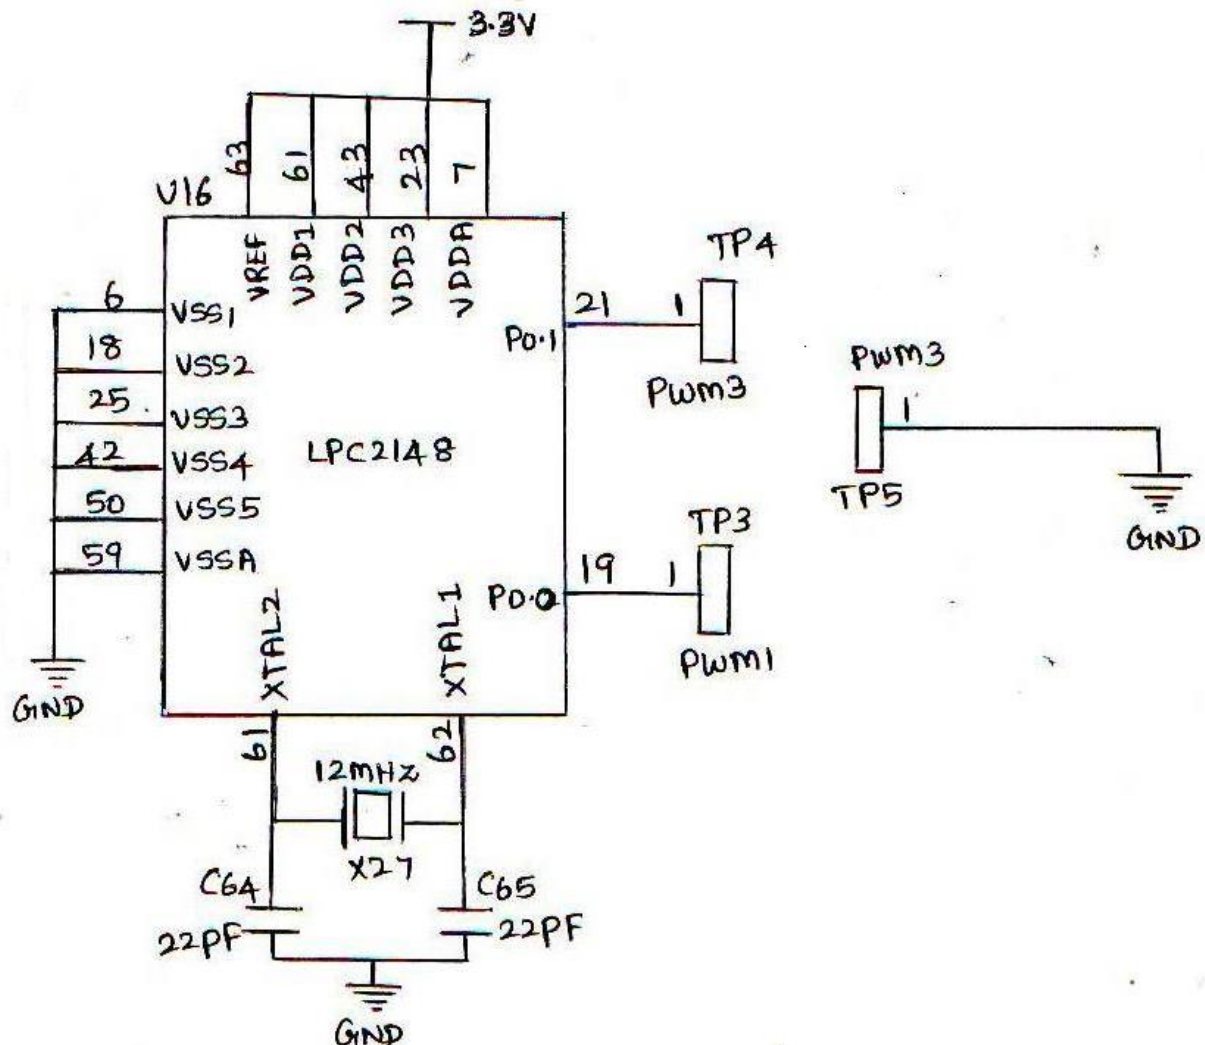 3.3V
63
61
43
23
7
U16
VREF
VDD1
VDD2
VDD3
VDDA
6
VSS1
18
VSS2
25
VSS3
42
VSS4
50
VSS5
59
VSSA
GND
LPC2148
P0.1
21
1
TP4
PWM3
PWM3
1
TP5
GND
P0.0
19
1
TP3
PWM1
XTAL2
XTAL1
61
62
12MHZ
X27
C64
22PF
C65
22PF
GND